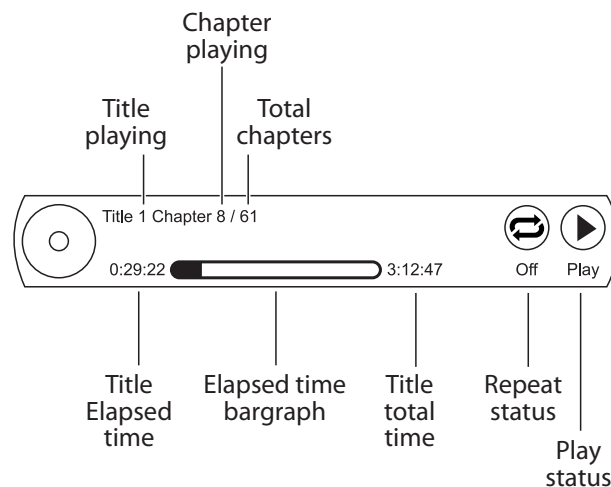 Chapter
playing
Title
playing
Total
chapters
Title 1 Chapter 8 / 61
0:29:22
3:12:47
Off
Play
Title
Elapsed
time
Elapsed time
bargraph
Title
total
time
Repeat
status
Play
status